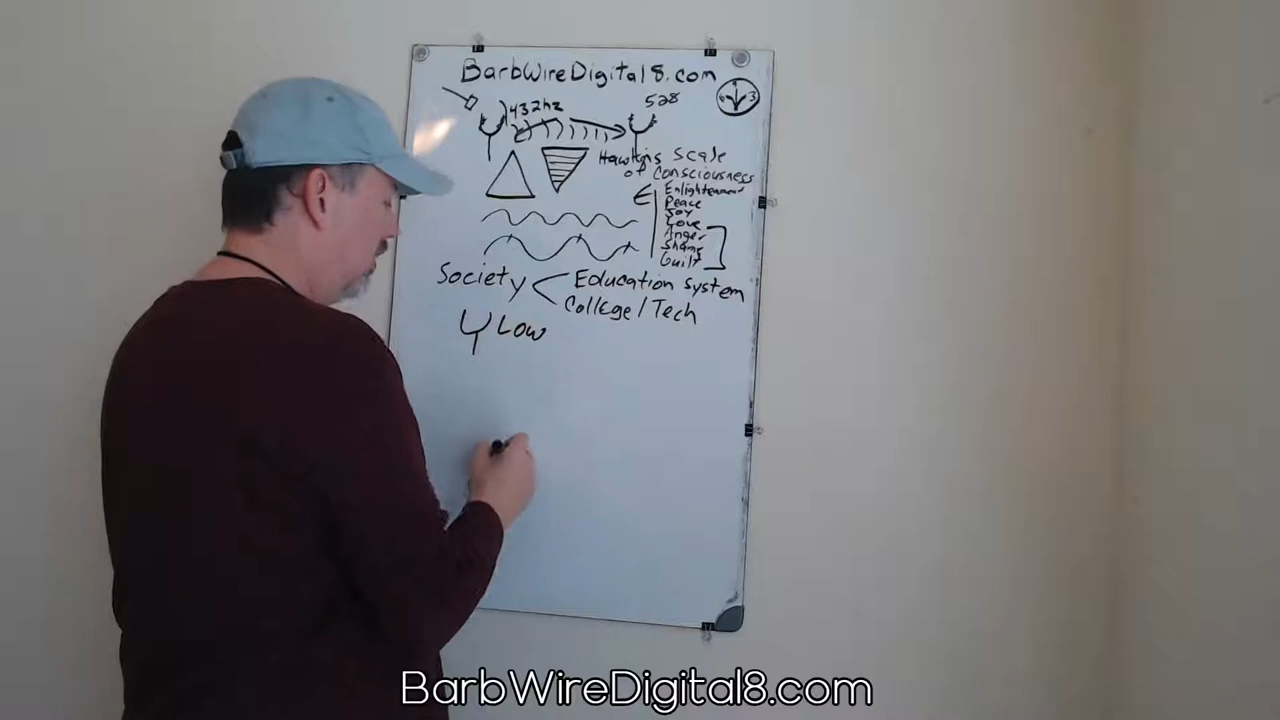 BarbWireDigital8.com
432hz
528
3
Hawkins Scale
of Consciousness
Enlightenment
Peace
Joy
Love
Anger
Shame
Guilt
Society
Education system
College/Tech
Low
BarbWireDigital8.com